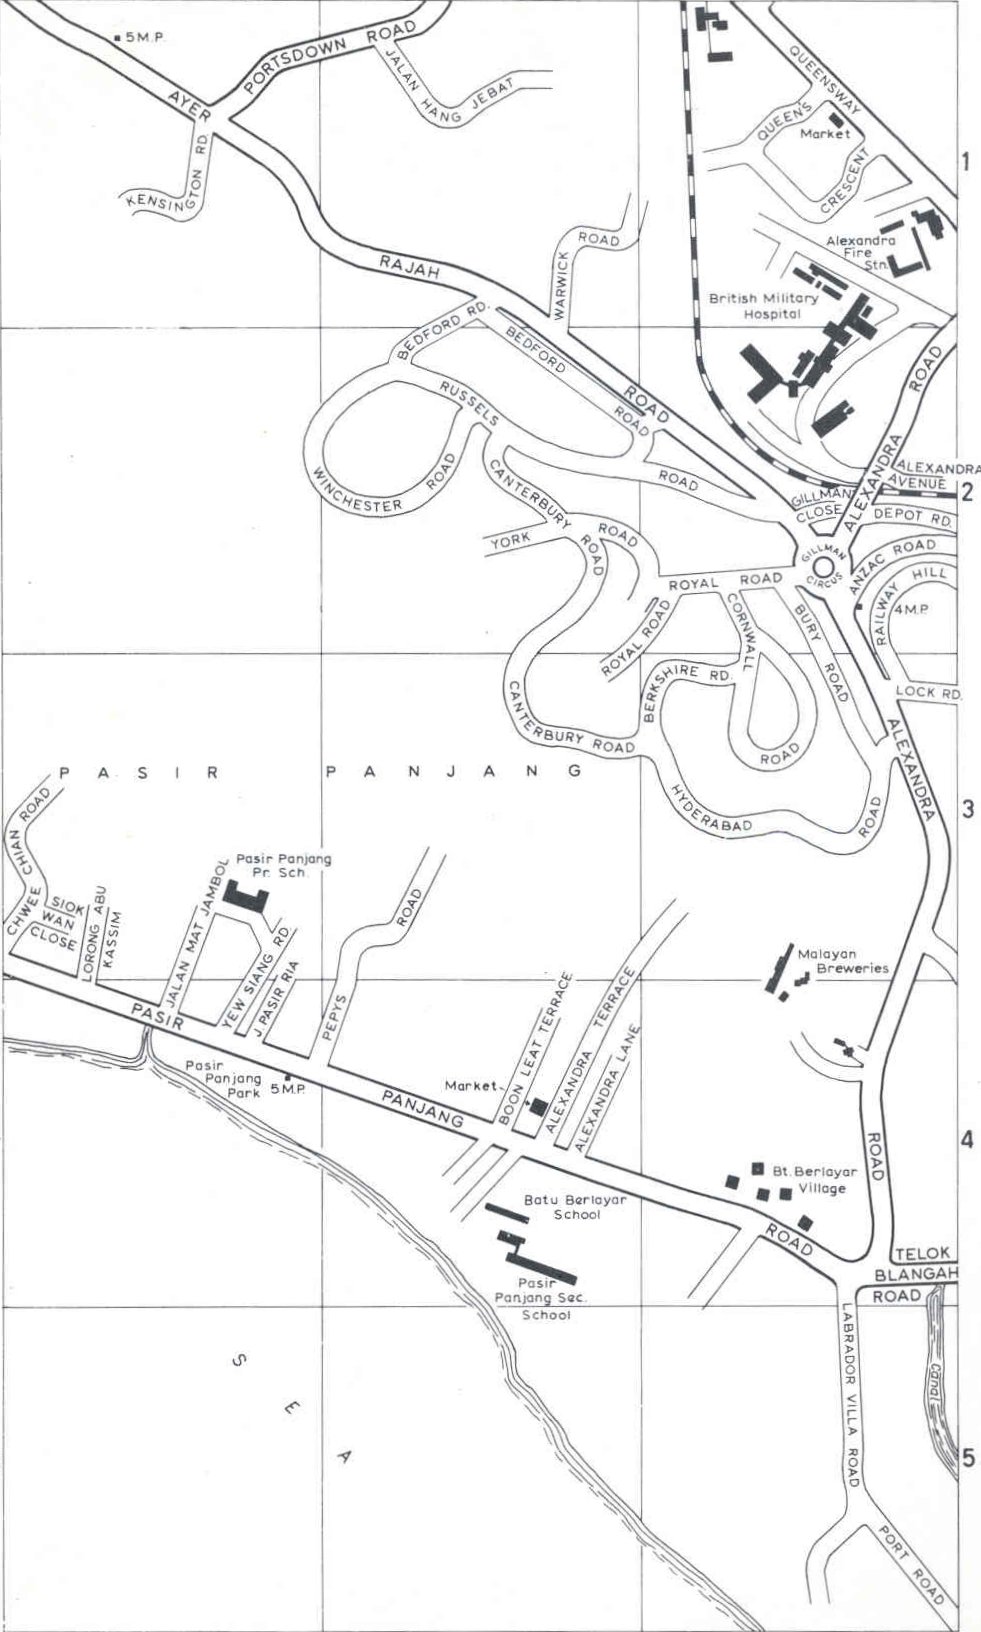 5 M.P.
PORTSDOWN ROAD
JALAN HANG JEBAT
AYER
KENSINGTON RD.
RAJAH
QUEENSWAY
QUEEN'S
Market
CRESCENT
1
Alexandra
Fire
Stn.
British Military
Hospital
WARWICK ROAD
BEDFORD RD.
BEDFORD
ROAD
ROAD
RUSSELS
ROAD
WINCHESTER ROAD
CANTERBURY
ROAD
YORK
ROAD
ROAD
ALEXANDRA
ALEXANDRA
AVENUE
2
GILLMAN
CLOSE
DEPOT RD.
GILLMAN
CIRCUS
ANZAC ROAD
RAILWAY HILL
4 M.P.
ROYAL ROAD
ROYAL ROAD
CORNWALL
ROAD
BURY
ROAD
BERKSHIRE RD.
LOCK RD.
CANTERBURY ROAD
HYDERABAD
ROAD
ALEXANDRA
PASIR PANJANG
3
CHWEE CHIAN ROAD
SIOK
WAN
CLOSE
LORONG ABU
KASSIM
JALAN MAT JAMBOL
Pasir Panjang
Pr. Sch.
YEW SIANG RD
J. PASIR RIA
PEPYS
ROAD
Malayan
Breweries
PASIR
Pasir
Panjang
Park
5 M.P.
PANJANG
Market
BOON LEAT TERRACE
ALEXANDRA TERRACE
ALEXANDRA LANE
4
ROAD
Bt. Berlayar
Village
Batu Berlayar
School
ROAD
Pasir
Panjang Sec.
School
TELOK
BLANGAH
ROAD
LABRADOR VILLA ROAD
Canal
SEA
5
PORT ROAD